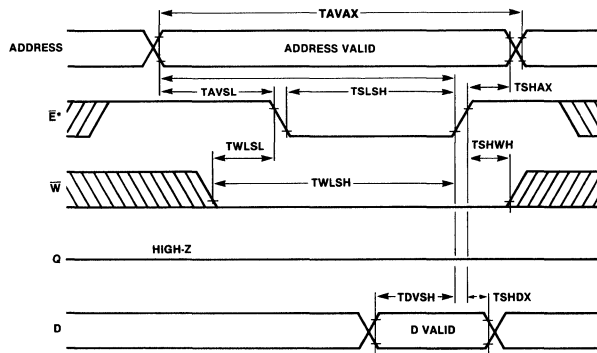 TAVAX
ADDRESS
ADDRESS VALID
TAVSL
TSLSH
TSHAX
E̅*
TWLSL
TSHWH
W̅
TWLSH
Q
HIGH-Z
TDVSH
TSHDX
D
D VALID